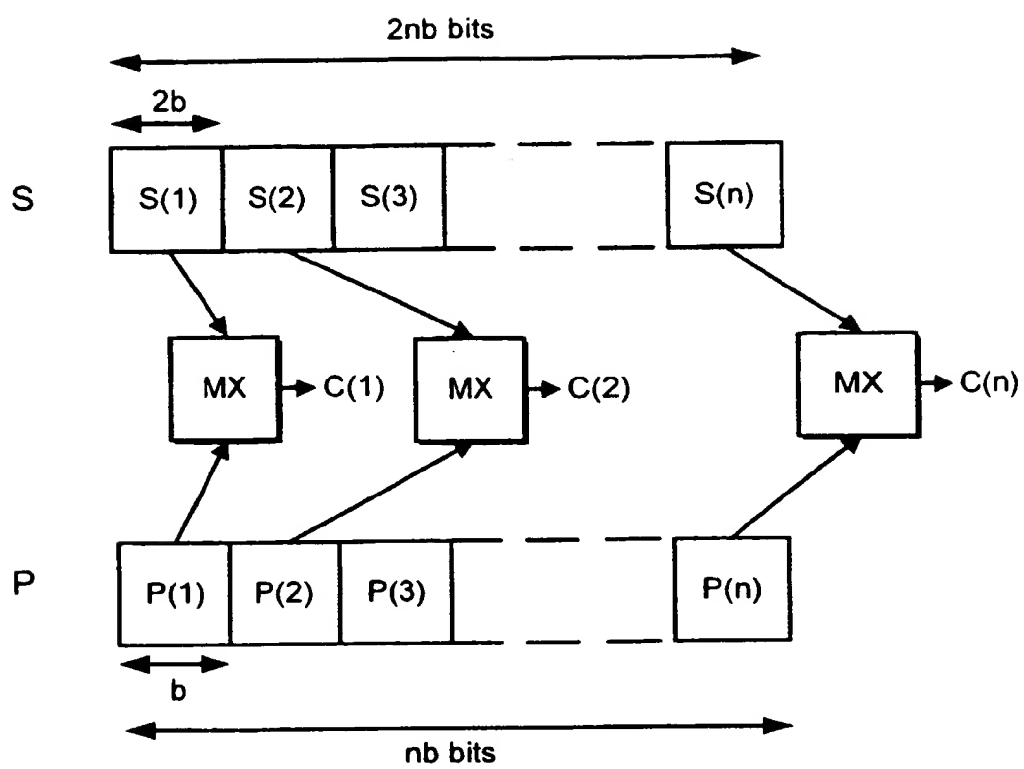 2nb bits
2b
S
S(1) S(2) S(3) S(n)
MX C(1) MX C(2) MX C(n)
P
P(1) P(2) P(3) P(n)
b
nb bits